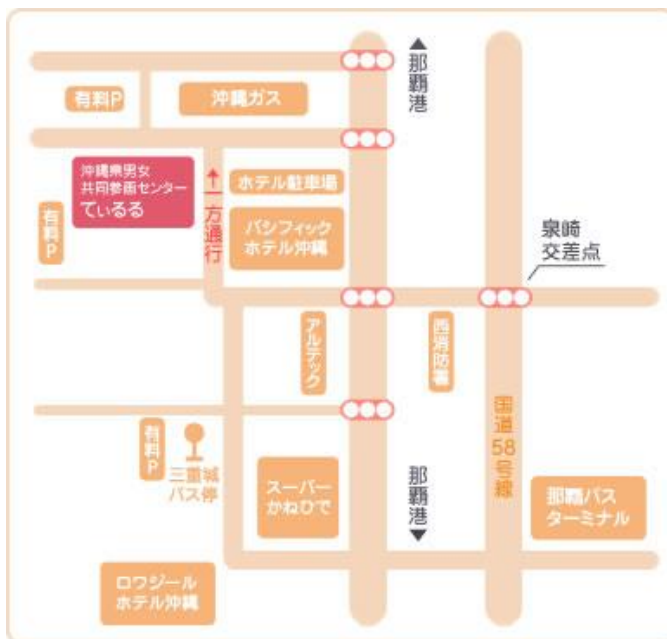 ▲那覇港
有料P
沖縄ガス
沖縄県男女
共同参画センター
ているる
一方通行
ホテル駐車場
パシフィック
ホテル沖縄
有料P
泉崎
交差点
アルテック
西消防署
国道58号線
有料P
三重城
バス停
スーパー
かねひで
那覇港▼
那覇バス
ターミナル
ロワジール
ホテル沖縄